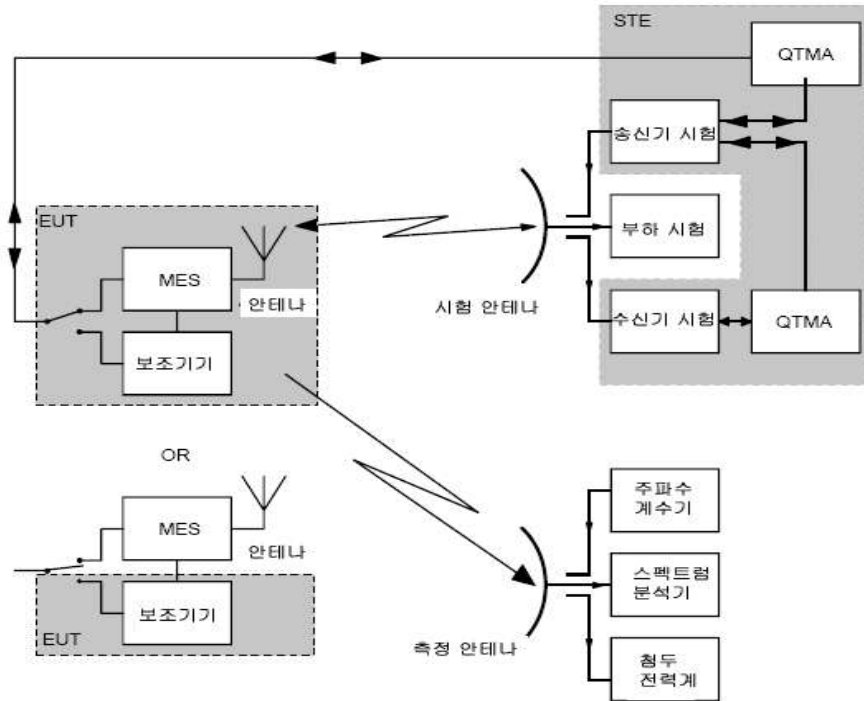 STE
QTMA
송신기 시험
EUT
부하 시험
MES
안테나
시험 안테나
수신기 시험
QTMA
보조기기
OR
MES
안테나
주파수
계수기
스펙트럼
분석기
보조기기
EUT
측정 안테나
첨두
전력계